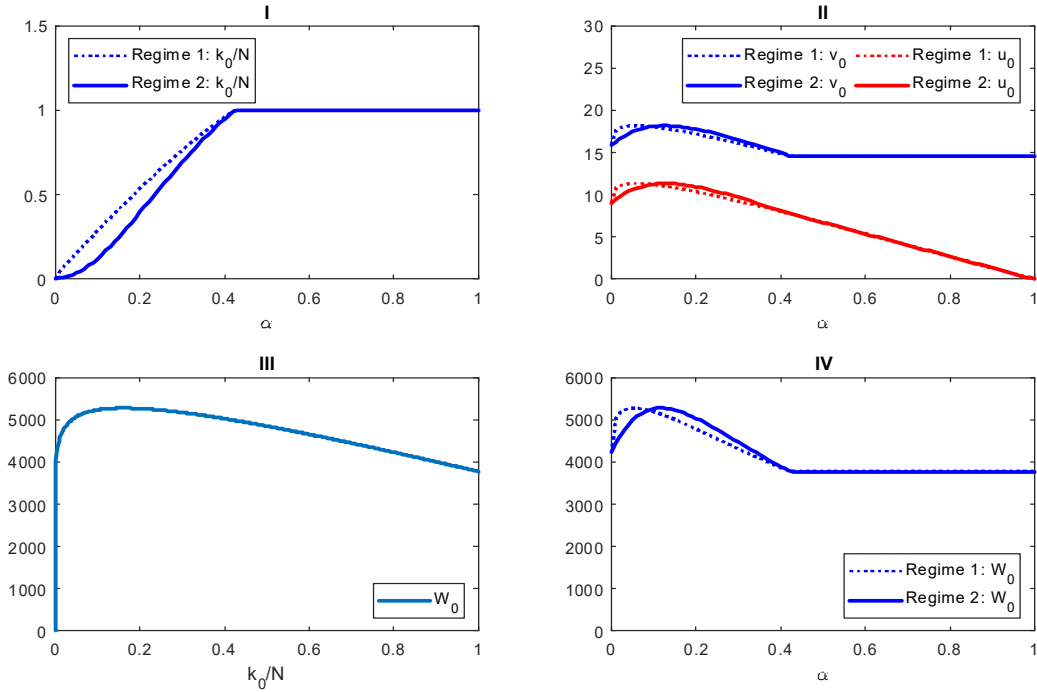 I
1.5
1
0.5
0
Regime 1: k0/N
Regime 2: k0/N
0 0.2 0.4 0.6 0.8 1
α
II
30
25
20
15
10
5
0
Regime 1: v0 Regime 1: u0
Regime 2: v0 Regime 2: u0
0 0.2 0.4 0.6 0.8 1
α
III
6000
5000
4000
3000
2000
1000
0
W0
0 0.2 0.4 0.6 0.8 1
k0/N
IV
6000
5000
4000
3000
2000
1000
0
Regime 1: W0
Regime 2: W0
0 0.2 0.4 0.6 0.8 1
α